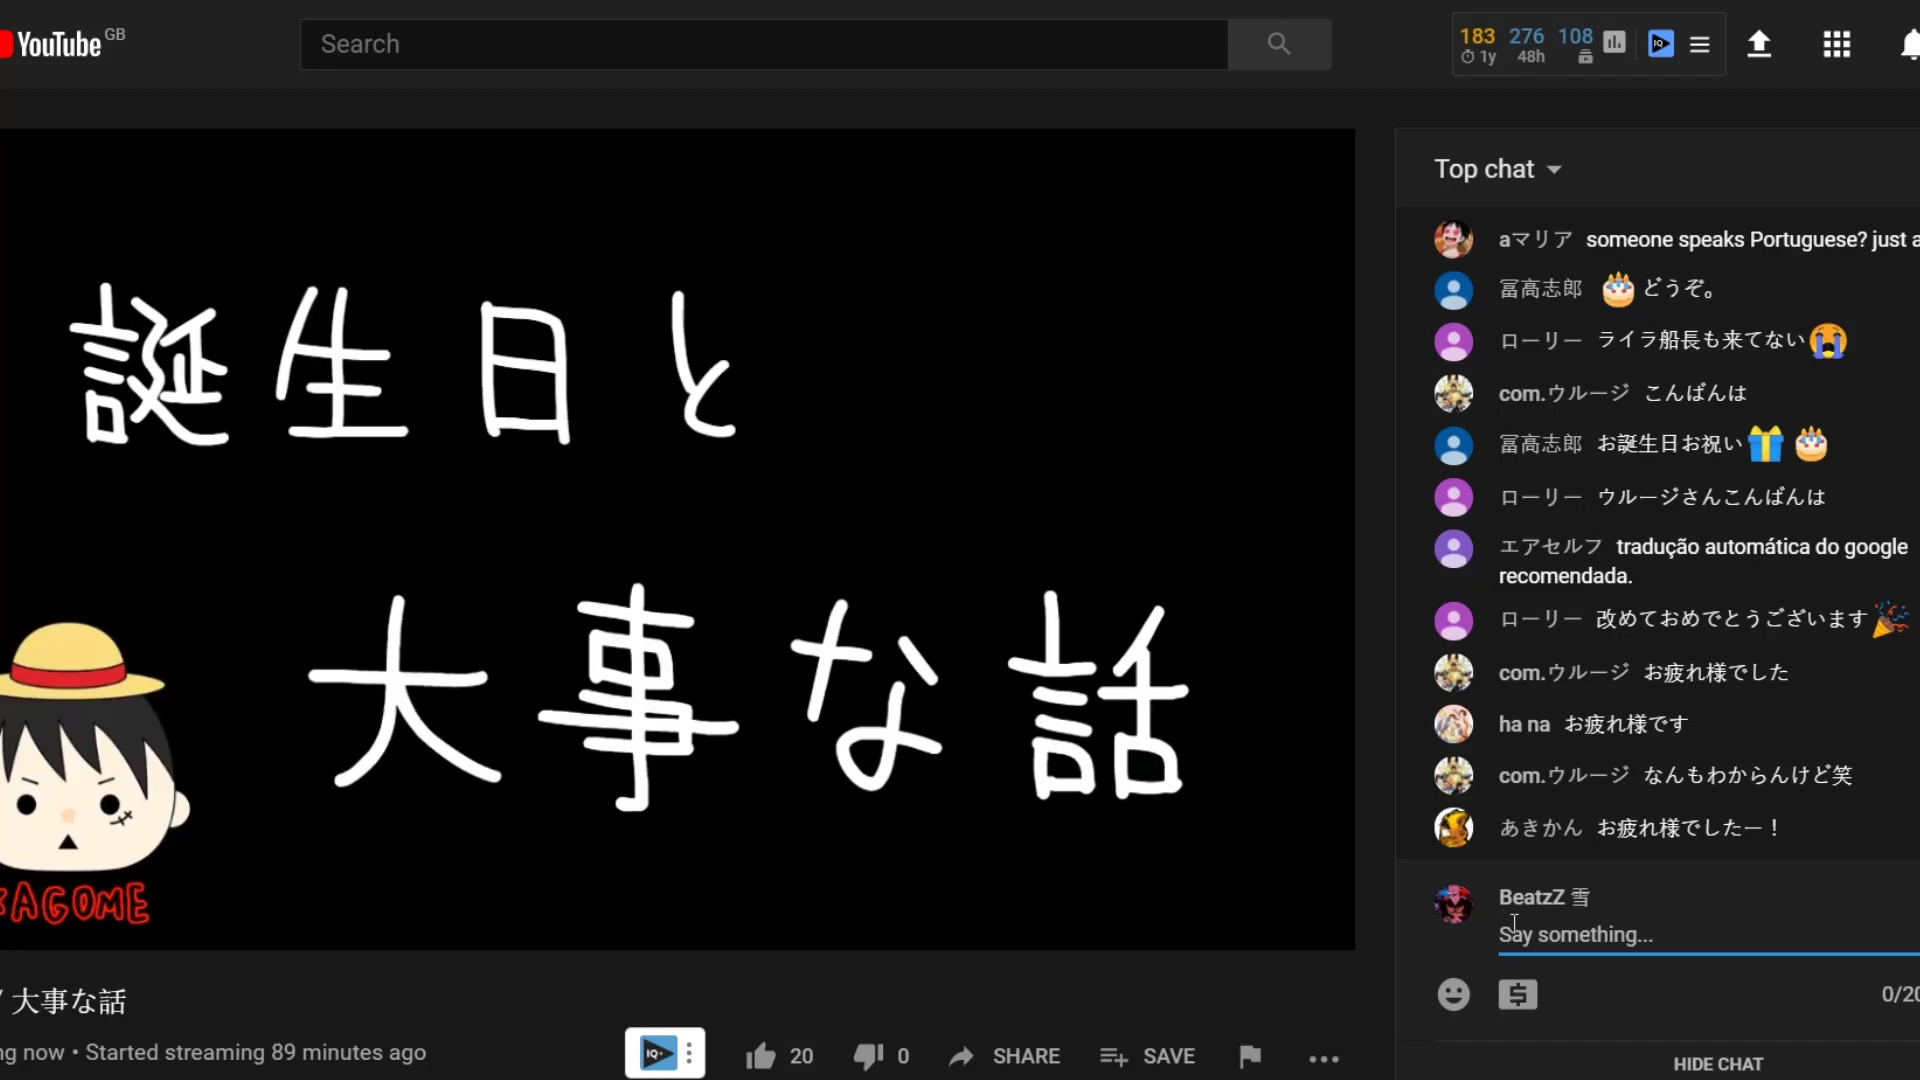 YouTube GB
Search
183 276 108
1y 48h
誕生日と
大事な話
AGOME
大事な話
now • Started streaming 89 minutes ago
IQ
20
0
SHARE
SAVE
Top chat
aマリア someone speaks Portuguese? just
冨高志郎 🎂どうぞ。
ローリー ライラ船長も来てない😭
com.ウルージ こんばんは
冨高志郎 お誕生日お祝い🎁🎂
ローリー ウルージさんこんばんは
エアセルフ tradução automática do google
recomendada.
ローリー 改めておめでとうございます🎉
com.ウルージ お疲れ様でした
ha na お疲れ様です
com.ウルージ なんもわからんけど笑
あきかん お疲れ様でしたー！
BeatzZ 雪
Say something...
0/20
HIDE CHAT